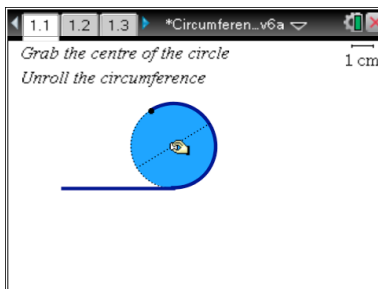 1.1 1.2 1.3 *Circumferen...v6a
Grab the centre of the circle
1 cm
Unroll the circumference